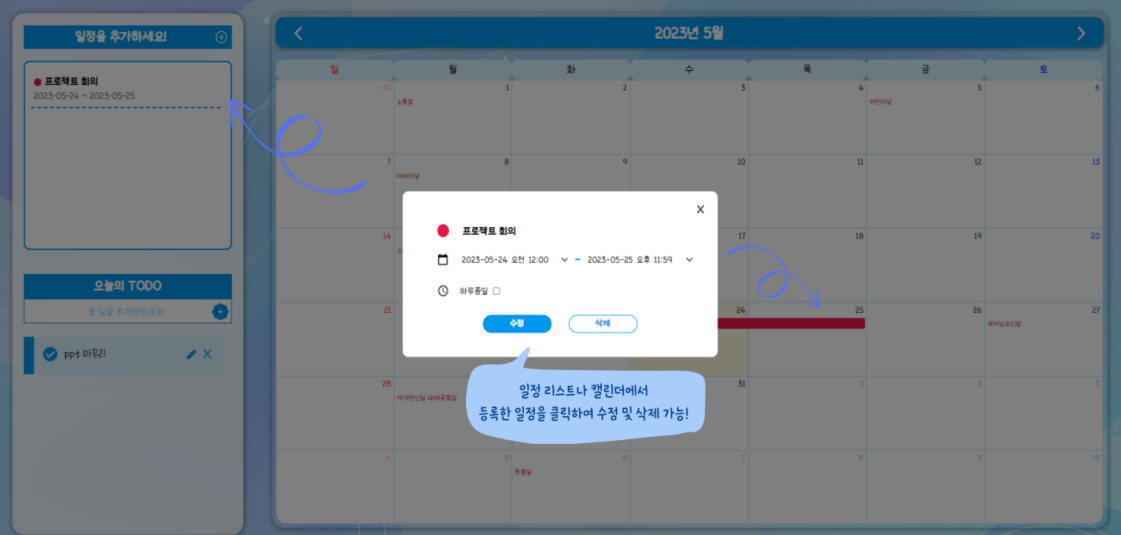 일정을 추가하세요!
프로잭트 회의
2023-05-24 ~ 2023-05-25
오늘의 TODO
할 일을 추가해보세요!
ppt 마무리
2023년 5월
일 월 화 수 목 금 토
1 2 3 4 5 6
노동절 어린이날
7 8 9 10 11 12 13
어버이날
14 17 18 19 20
21 24 25 26 27
부처님오신날
28 31 1 2 3
석가탄신일 대체공휴일
4 5 6 7 8 9 10
현충일
X
프로젝트 회의
2023-05-24 오전 12:00 – 2023-05-25 오후 11:59
하루종일
수정 삭제
일정 리스트나 캘린더에서
등록한 일정을 클릭하여 수정 및 삭제 가능!